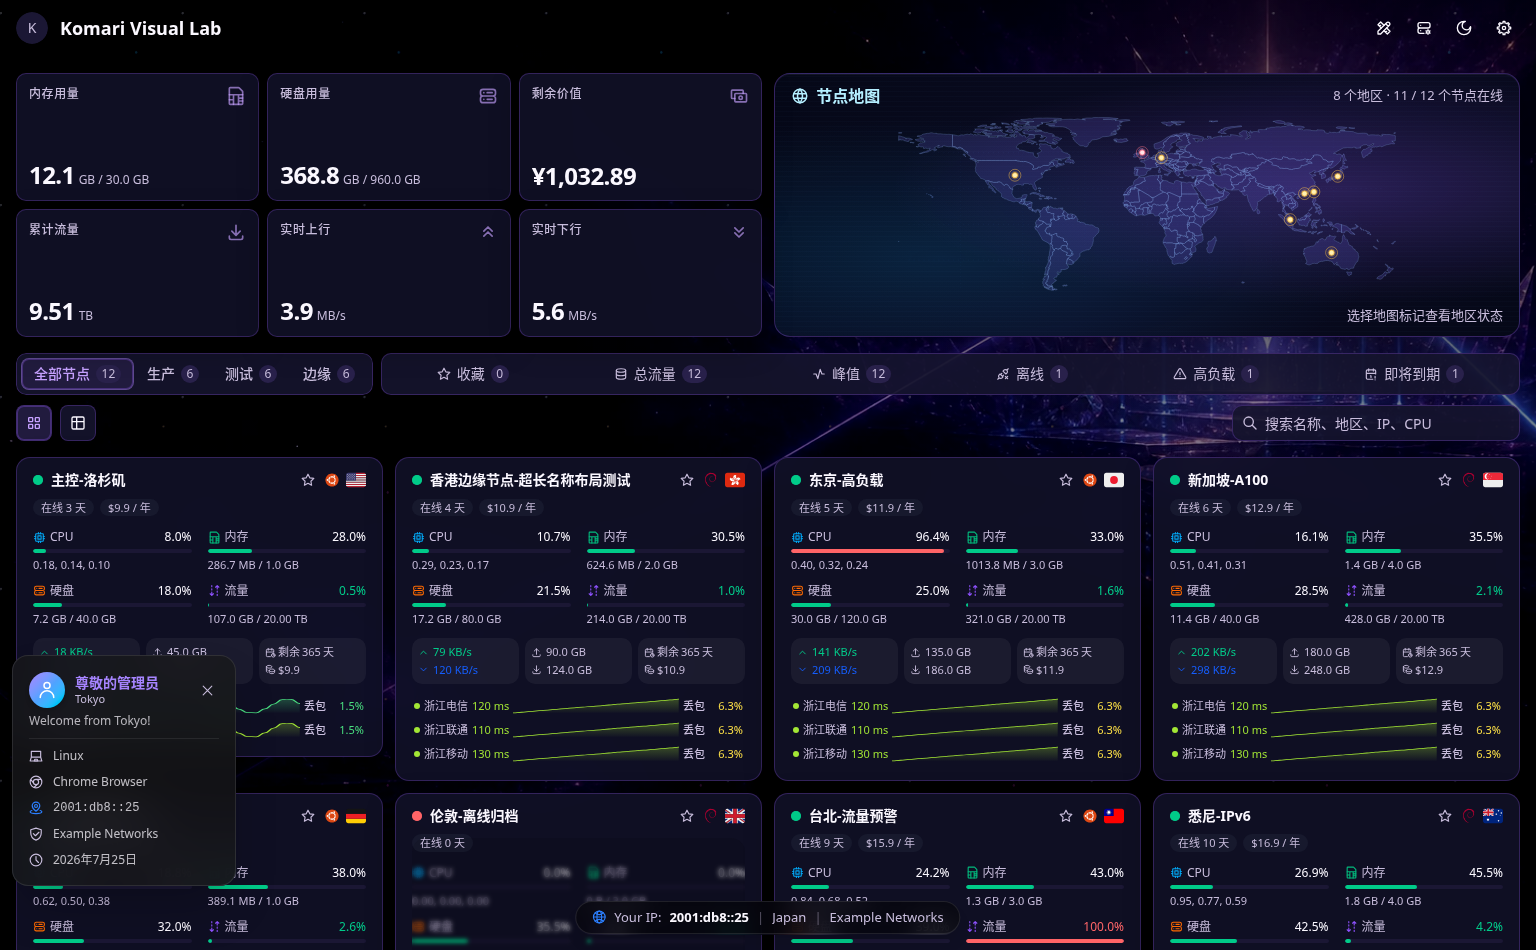 K Komari Visual Lab
内存用量
12.1 GB / 30.0 GB
硬盘用量
368.8 GB / 960.0 GB
剩余价值
¥1,032.89
累计流量
9.51 TB
实时上行
3.9 MB/s
实时下行
5.6 MB/s
节点地图
8 个地区 · 11 / 12 个节点在线
选择地图标记查看地区状态
全部节点 12 生产 6 测试 6 边缘 6
收藏 0 总流量 12 峰值 12 离线 1 高负载 1 即将到期 1
搜索名称、地区、IP、CPU
主控-洛杉矶
在线 3 天 $9.9 / 年
CPU 8.0% 内存 28.0%
0.18, 0.14, 0.10 286.7 MB / 1.0 GB
硬盘 18.0% 流量 0.5%
7.2 GB / 40.0 GB 107.0 GB / 20.00 TB
18 KB/s 45.0 GB 剩余 365 天
$9.9
丢包 1.5%
丢包 1.5%
香港边缘节点-超长名称布局测试
在线 4 天 $10.9 / 年
CPU 10.7% 内存 30.5%
0.29, 0.23, 0.17 624.6 MB / 2.0 GB
硬盘 21.5% 流量 1.0%
17.2 GB / 80.0 GB 214.0 GB / 20.00 TB
79 KB/s 90.0 GB 剩余 365 天
120 KB/s 124.0 GB $10.9
浙江电信 120 ms 丢包 6.3%
浙江联通 110 ms 丢包 6.3%
浙江移动 130 ms 丢包 6.3%
东京-高负载
在线 5 天 $11.9 / 年
CPU 96.4% 内存 33.0%
0.40, 0.32, 0.24 1013.8 MB / 3.0 GB
硬盘 25.0% 流量 1.6%
30.0 GB / 120.0 GB 321.0 GB / 20.00 TB
141 KB/s 135.0 GB 剩余 365 天
209 KB/s 186.0 GB $11.9
浙江电信 120 ms 丢包 6.3%
浙江联通 110 ms 丢包 6.3%
浙江移动 130 ms 丢包 6.3%
新加坡-A100
在线 6 天 $12.9 / 年
CPU 16.1% 内存 35.5%
0.51, 0.41, 0.31 1.4 GB / 4.0 GB
硬盘 28.5% 流量 2.1%
11.4 GB / 40.0 GB 428.0 GB / 20.00 TB
202 KB/s 180.0 GB 剩余 365 天
298 KB/s 248.0 GB $12.9
浙江电信 120 ms 丢包 6.3%
浙江联通 110 ms 丢包 6.3%
浙江移动 130 ms 丢包 6.3%
尊敬的管理员
Tokyo
Welcome from Tokyo!
Linux
Chrome Browser
2001:db8::25
Example Networks
2026年7月25日
内存 38.0%
0.62, 0.50, 0.38 389.1 MB / 1.0 GB
硬盘 32.0% 流量 2.6%
伦敦-离线归档
在线 0 天
CPU 0.0% 内存 0.0%
0.00, 0.00, 0.00
硬盘 35.5%
台北-流量预警
在线 9 天 $15.9 / 年
CPU 24.2% 内存 43.0%
0.84, 0.68, 0.52 1.3 GB / 3.0 GB
流量 100.0%
悉尼-IPv6
在线 10 天 $16.9 / 年
CPU 26.9% 内存 45.5%
0.95, 0.77, 0.59 1.8 GB / 4.0 GB
硬盘 42.5% 流量 4.2%
Your IP: 2001:db8::25 | Japan | Example Networks